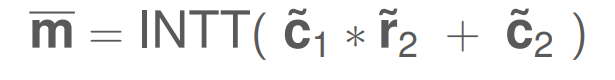 m̅ = INTT( c̃₁ ∗ r̃₂ + c̃₂ )